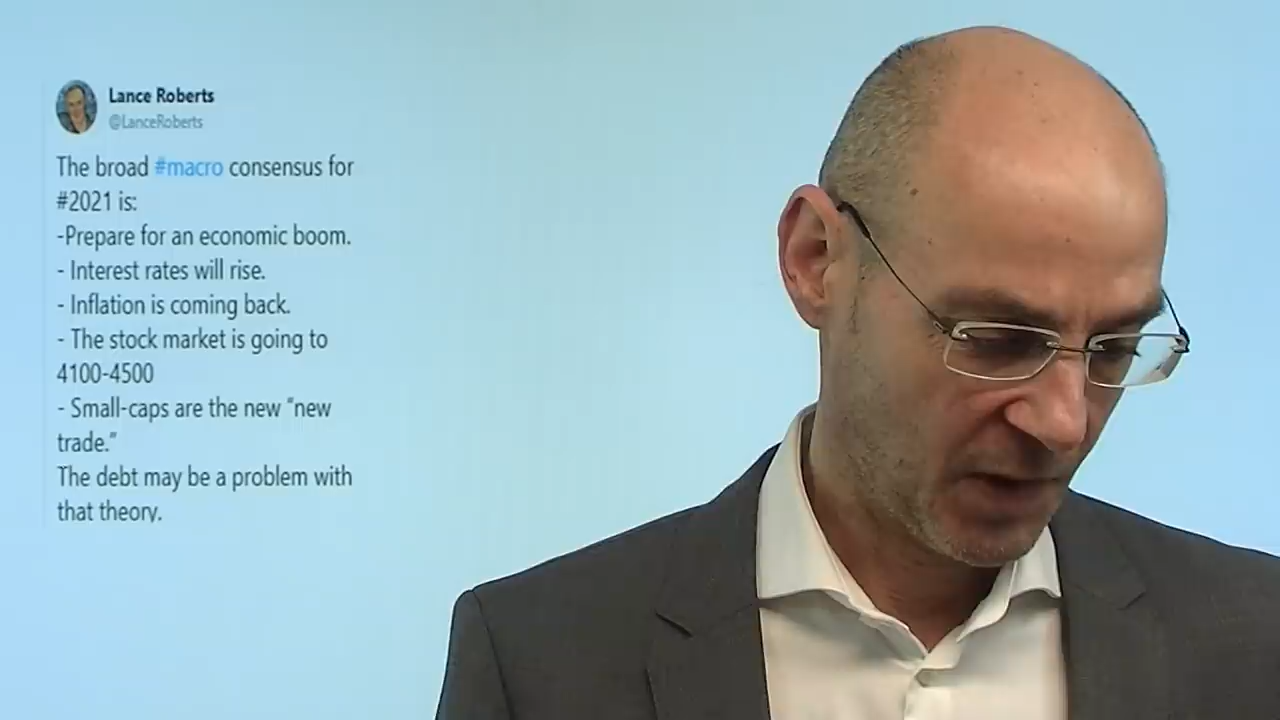 Lance Roberts
@LanceRoberts
The broad #macro consensus for
#2021 is:
-Prepare for an economic boom.
- Interest rates will rise.
- Inflation is coming back.
- The stock market is going to
4100-4500
- Small-caps are the new "new
trade."
The debt may be a problem with
that theory.